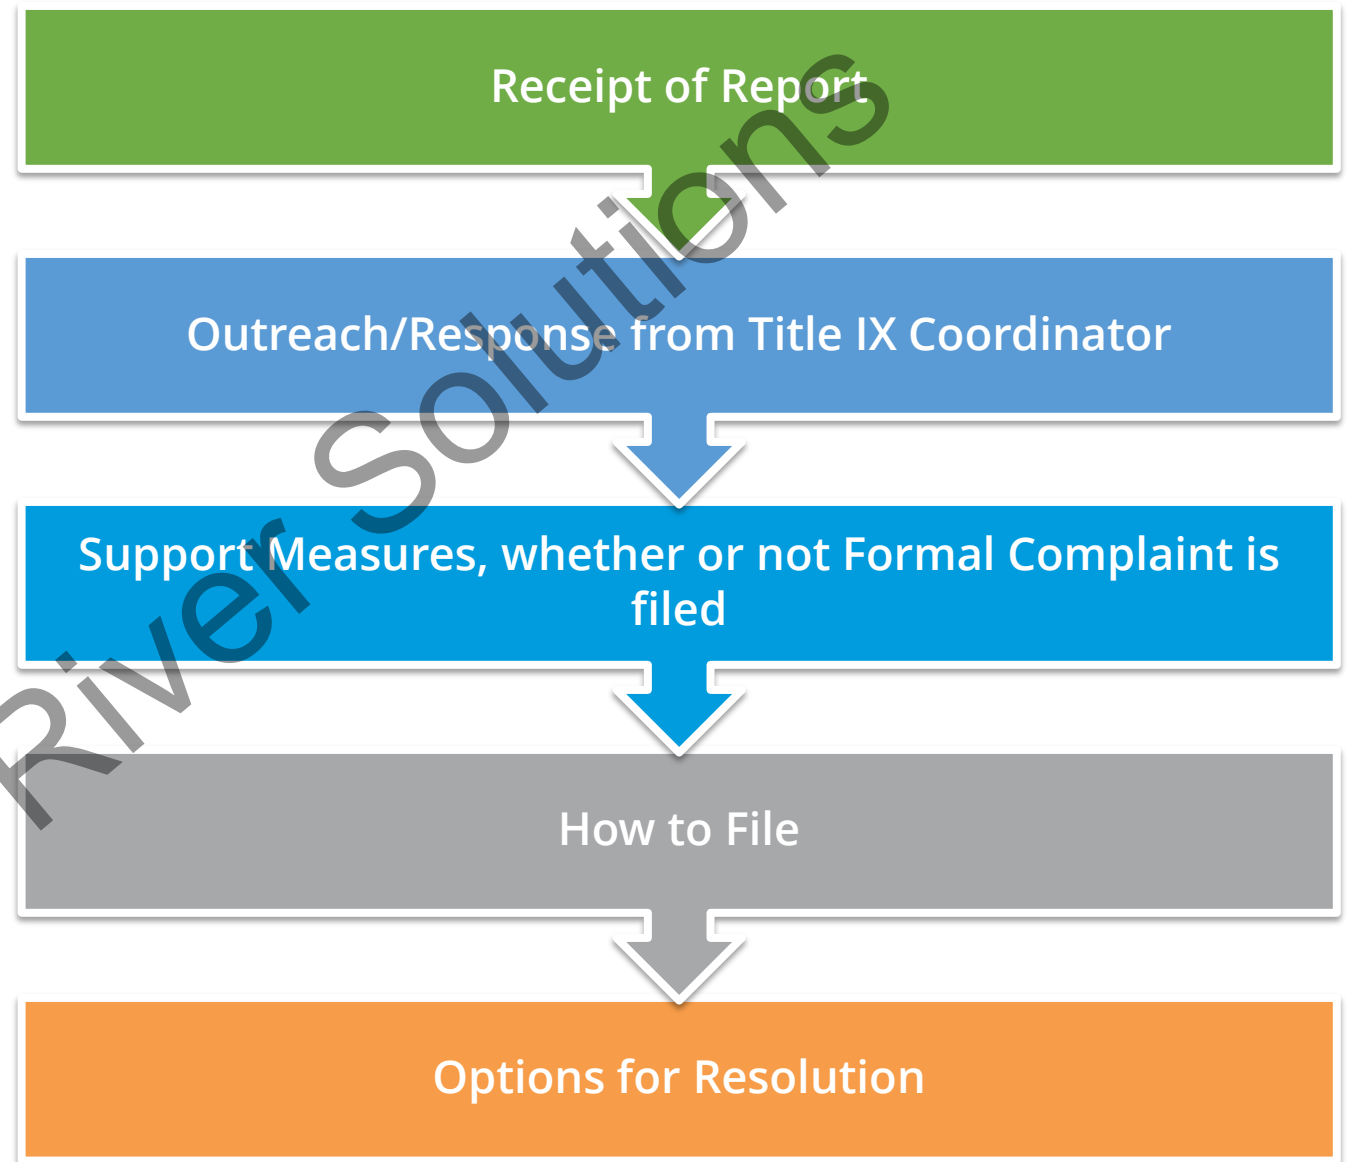 Receipt of Report
Outreach/Response from Title IX Coordinator
Support Measures, whether or not Formal Complaint is
filed
How to File
Options for Resolution
River Solutions